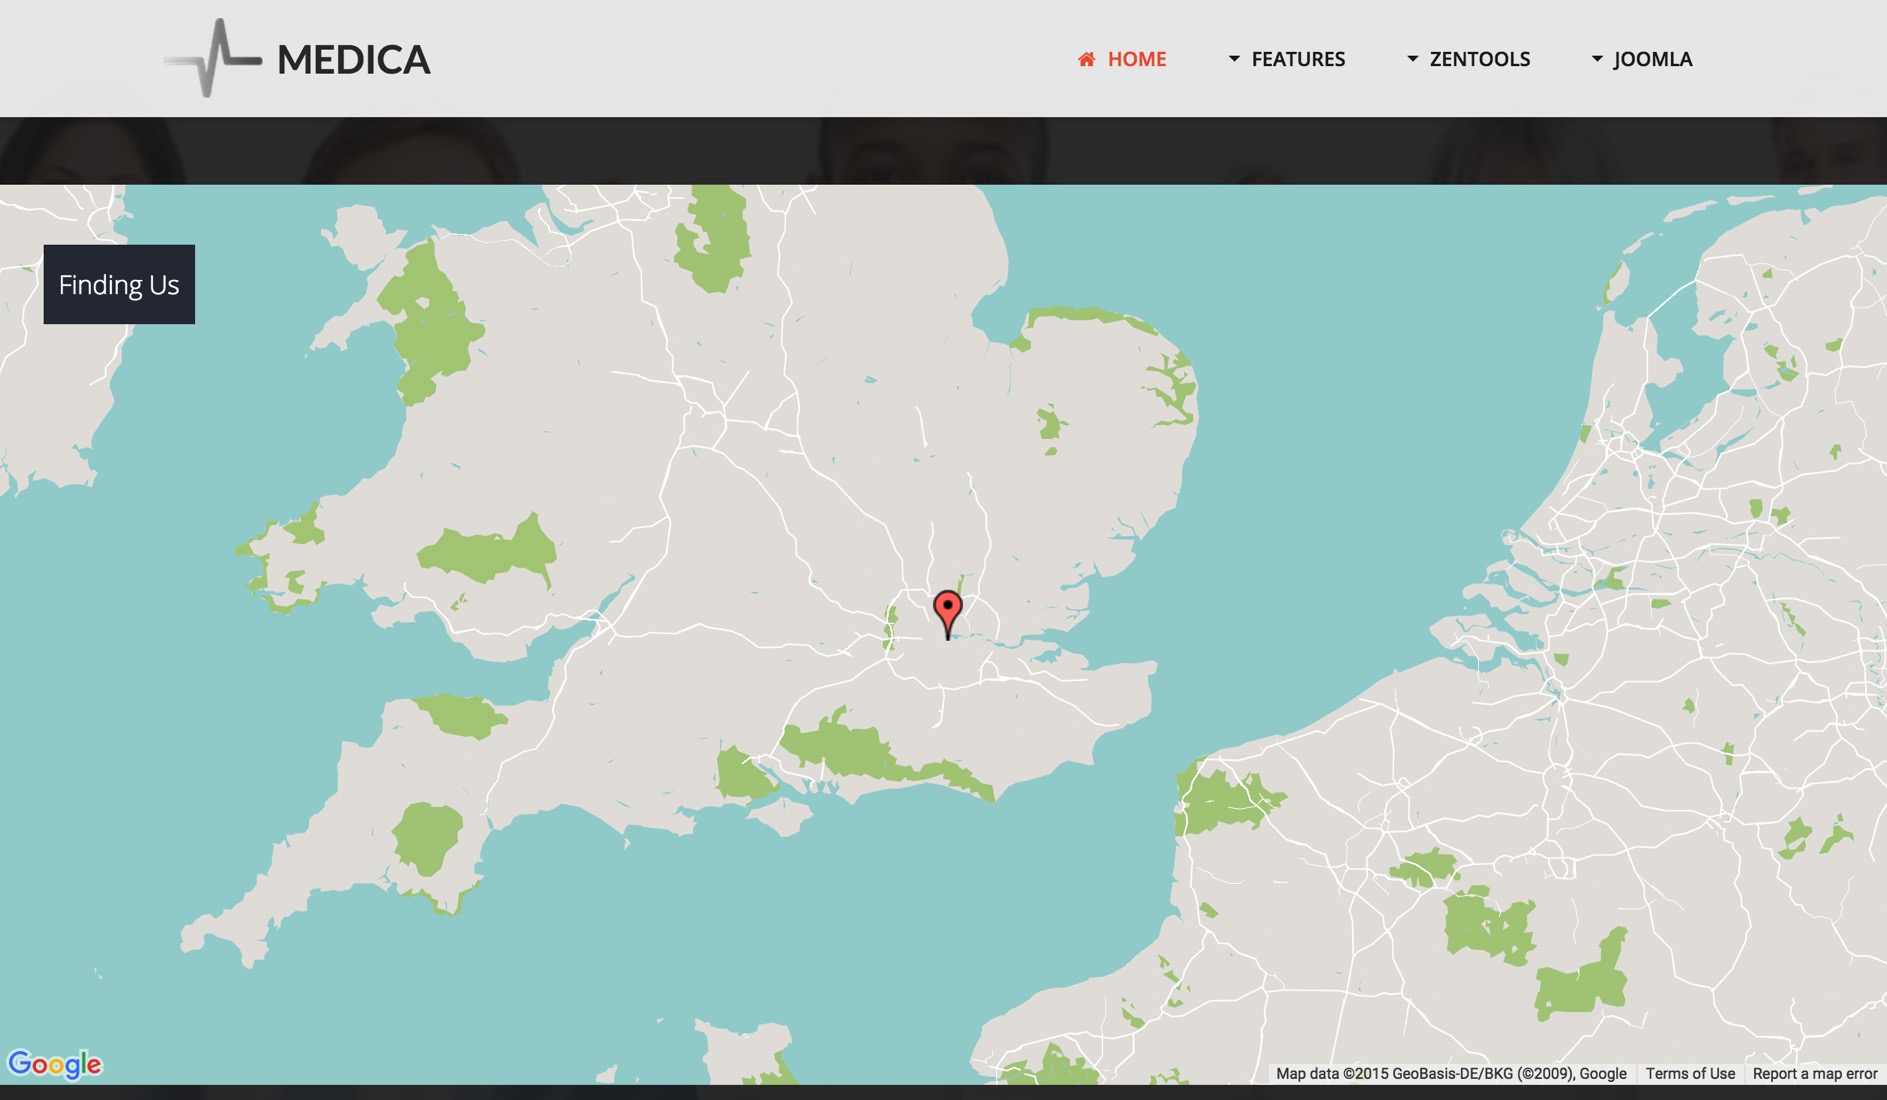 MEDICA
HOME
FEATURES
ZENTOOLS
JOOMLA
Finding Us
Google
Map data ©2015 GeoBasis-DE/BKG (©2009), Google
Terms of Use
Report a map error